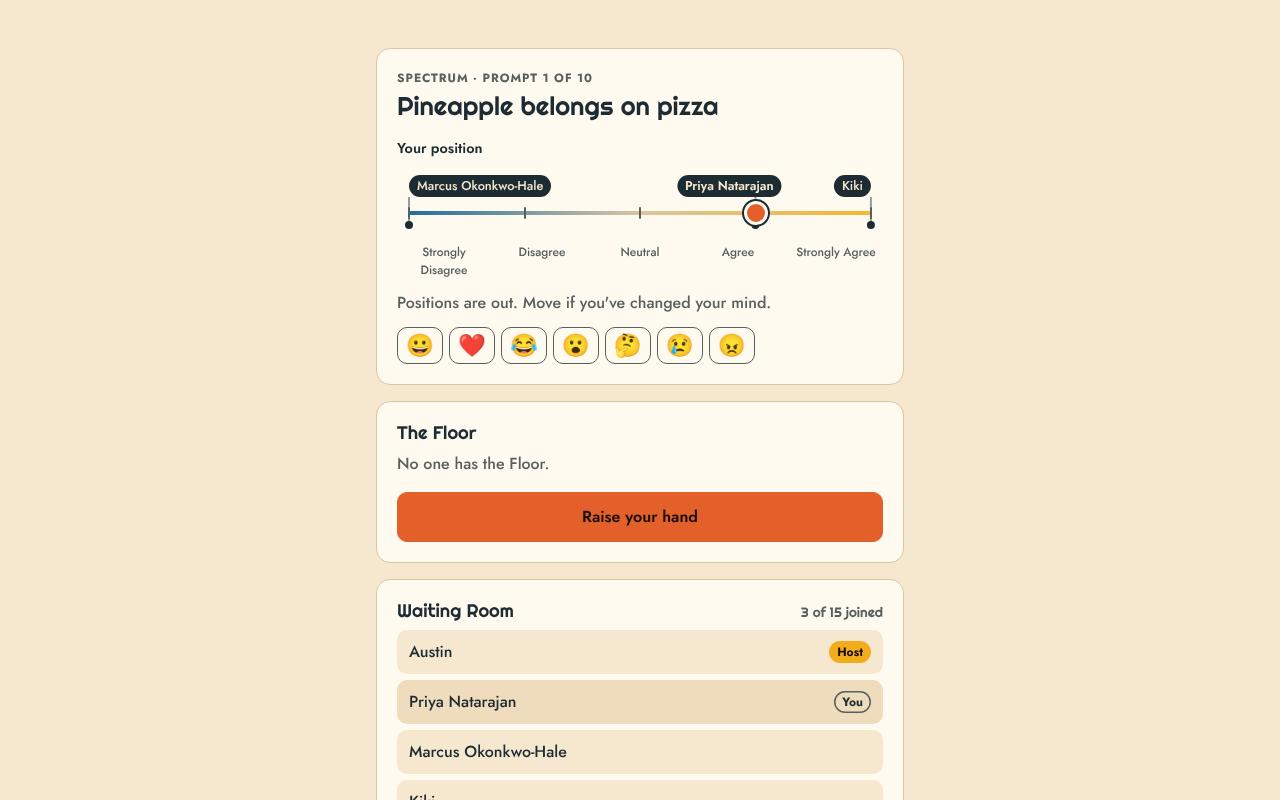 SPECTRUM · PROMPT 1 OF 10
Pineapple belongs on pizza
Your position
Marcus Okonkwo-Hale
Priya Natarajan
Kiki
Strongly Disagree
Disagree
Neutral
Agree
Strongly Agree
Positions are out. Move if you've changed your mind.
The Floor
No one has the Floor.
Raise your hand
Waiting Room
3 of 15 joined
Austin
Host
Priya Natarajan
You
Marcus Okonkwo-Hale
Kiki